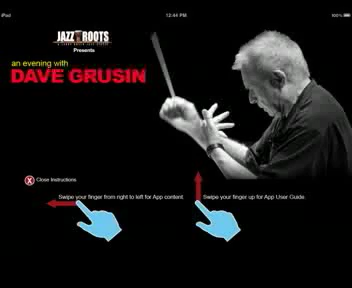 iPad 12:44 PM 100%
JAZZ ROOTS
Presents
an evening with
DAVE GRUSIN
X Close Instructions
Swipe your finger from right to left for App content.
Swipe your finger up for App User Guide.